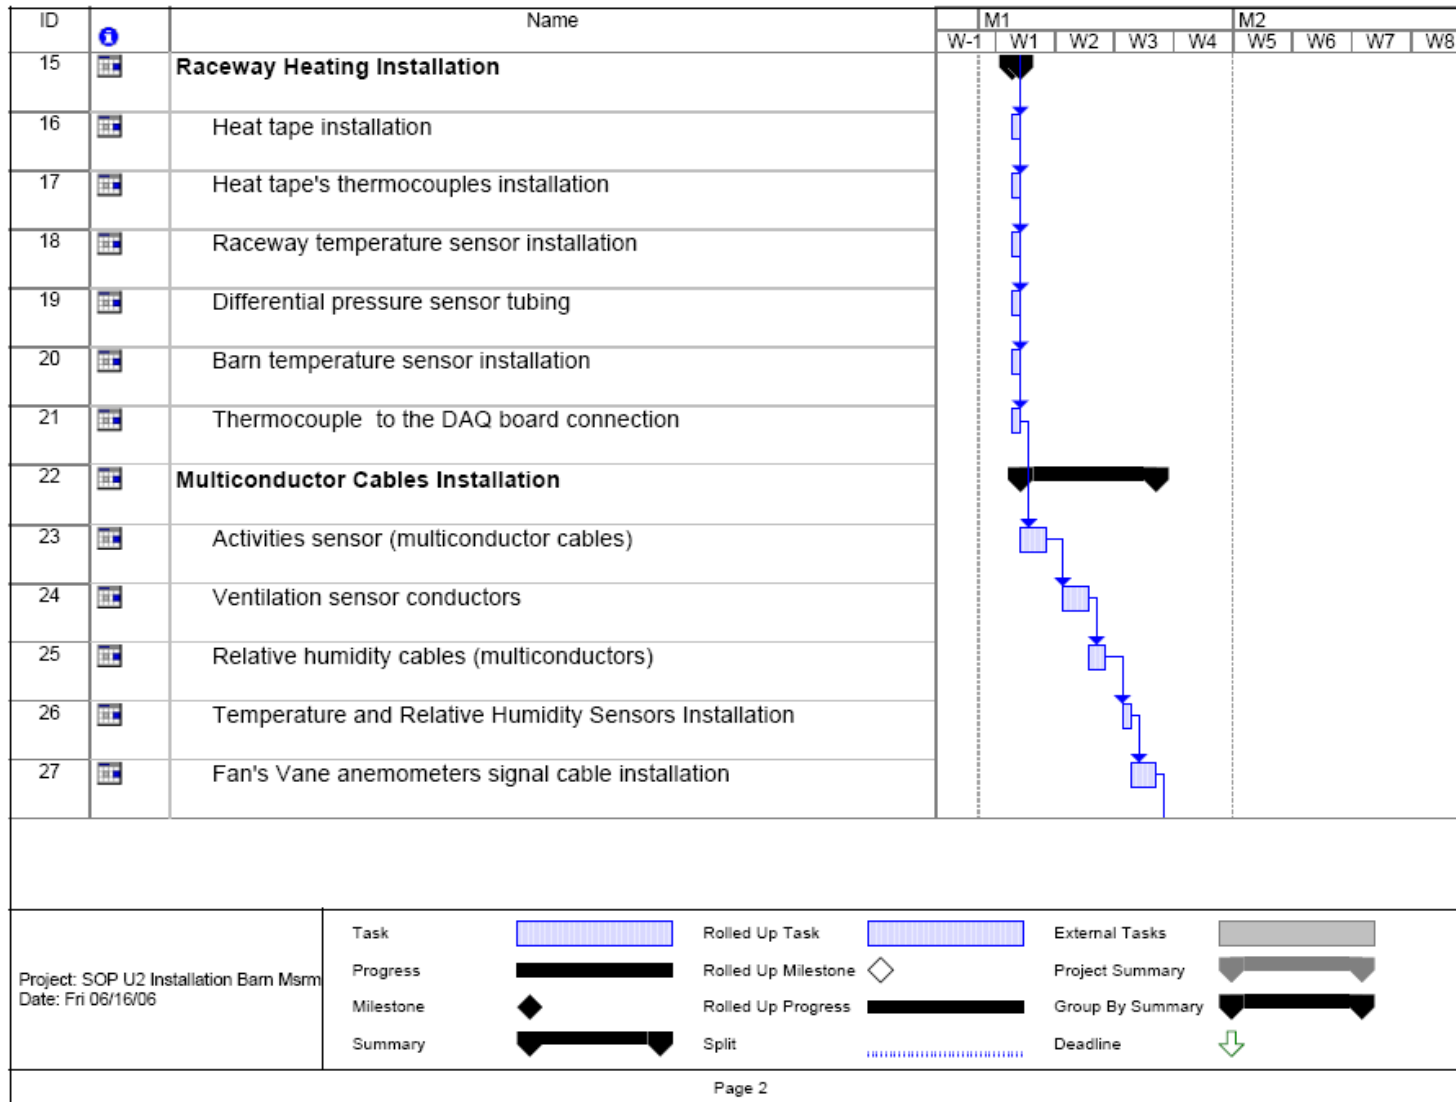 ID Name M1 M2
W-1 W1 W2 W3 W4 W5 W6 W7 W8
15 Raceway Heating Installation
16 Heat tape installation
17 Heat tape's thermocouples installation
18 Raceway temperature sensor installation
19 Differential pressure sensor tubing
20 Barn temperature sensor installation
21 Thermocouple to the DAQ board connection
22 Multiconductor Cables Installation
23 Activities sensor (multiconductor cables)
24 Ventilation sensor conductors
25 Relative humidity cables (multiconductors)
26 Temperature and Relative Humidity Sensors Installation
27 Fan's Vane anemometers signal cable installation
Project: SOP U2 Installation Barn Msrm
Date: Fri 06/16/06
Task Rolled Up Task External Tasks
Progress Rolled Up Milestone Project Summary
Milestone Rolled Up Progress Group By Summary
Summary Split Deadline
Page 2